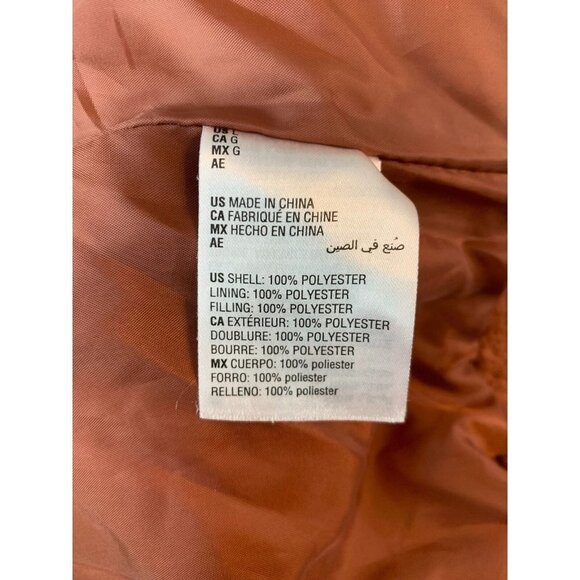 US L
CA G
MX G
AE
US MADE IN CHINA
CA FABRIQUÉ EN CHINE
MX HECHO EN CHINA
AE صُنع في الصين
US SHELL: 100% POLYESTER
LINING: 100% POLYESTER
FILLING: 100% POLYESTER
CA EXTÉRIEUR: 100% POLYESTER
DOUBLURE: 100% POLYESTER
BOURRE: 100% POLYESTER
MX CUERPO: 100% poliester
FORRO: 100% poliester
RELLENO: 100% poliester